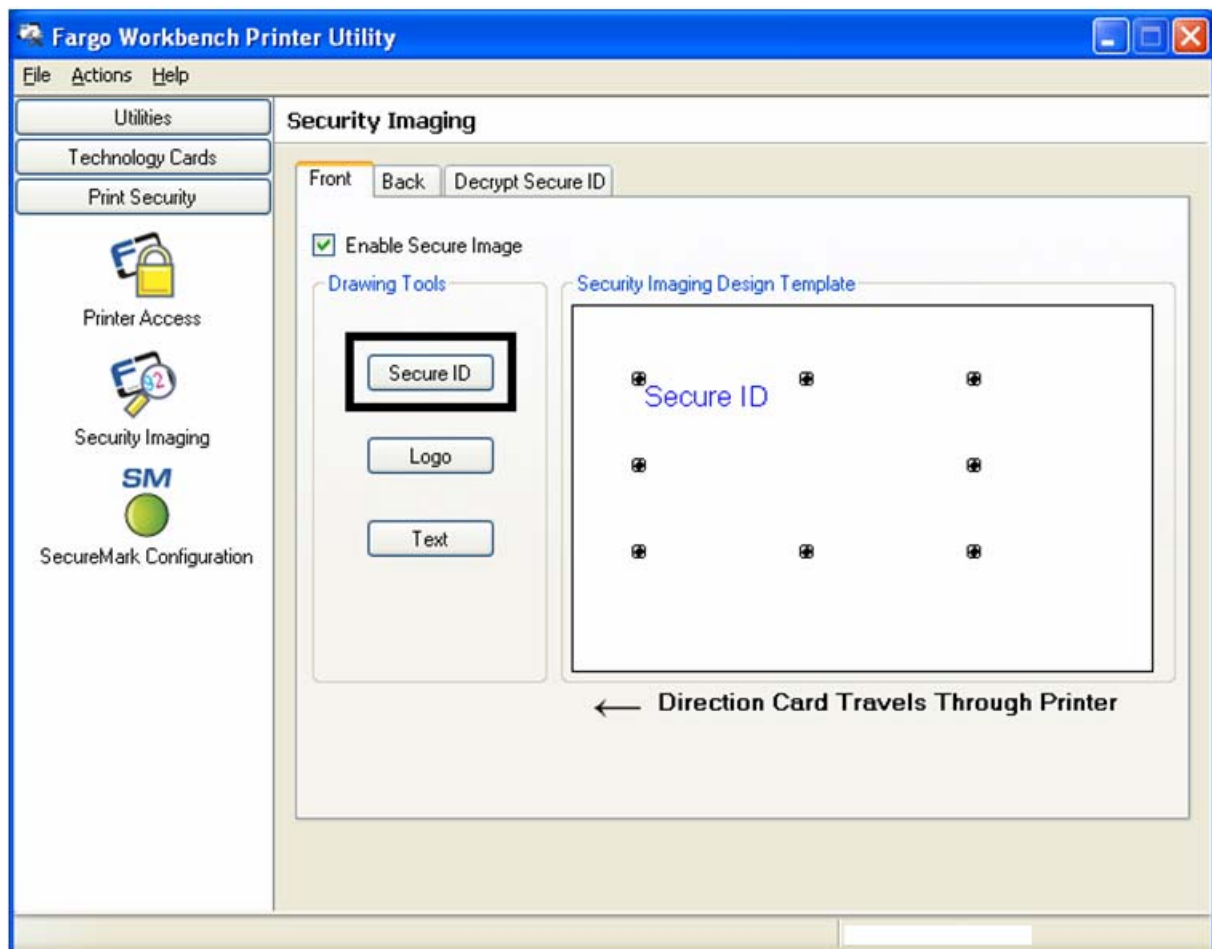 Fargo Workbench Printer Utility
File Actions Help
Utilities
Technology Cards
Print Security
Printer Access
Security Imaging
SM
SecureMark Configuration
Security Imaging
Front Back Decrypt Secure ID
Enable Secure Image
Drawing Tools
Secure ID
Logo
Text
Security Imaging Design Template
Secure ID
← Direction Card Travels Through Printer